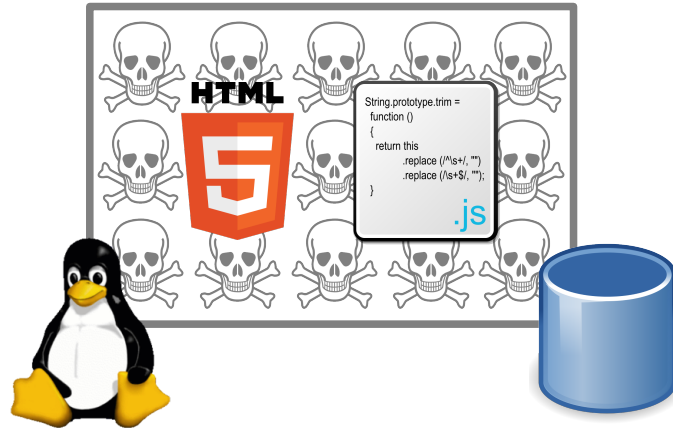 HTML
5
String.prototype.trim =
function ()
{
return this
.replace (/^\s+/, "")
.replace (/\s+$/, "");
}
.js